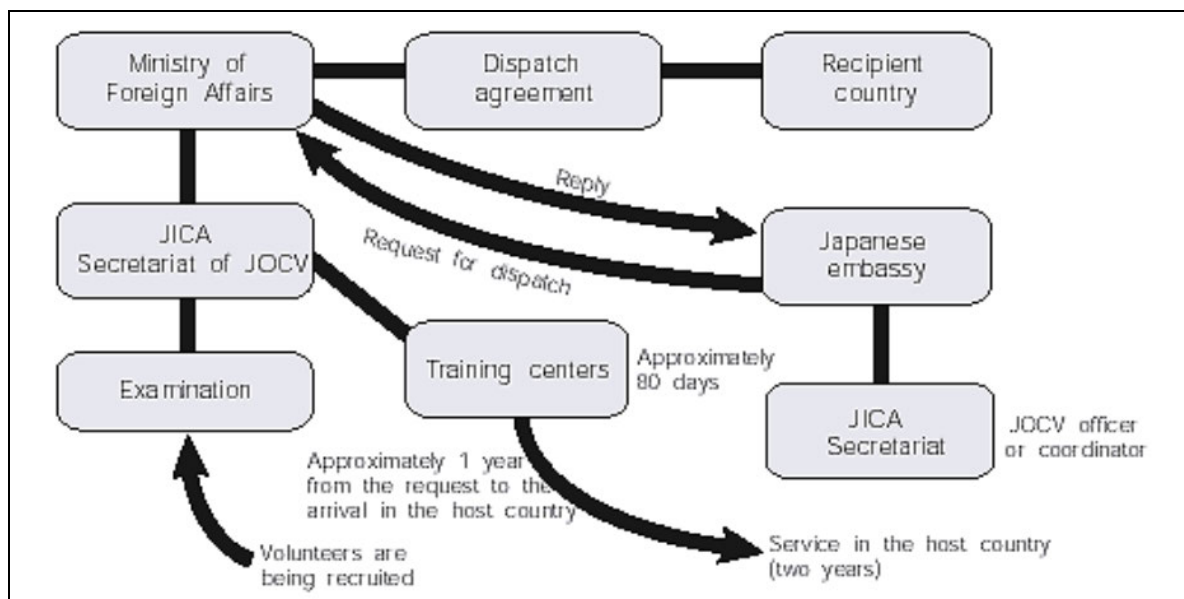 Ministry of
Foreign Affairs
Dispatch
agreement
Recipient
country
Reply
Request for dispatch
JICA
Secretariat of JOCV
Japanese
embassy
Training centers
Approximately
80 days
Examination
JICA
Secretariat
JOCV officer
or coordinator
Approximately 1 year
from the request to the
arrival in the host country
Volunteers are
being recruited
Service in the host country
(two years)